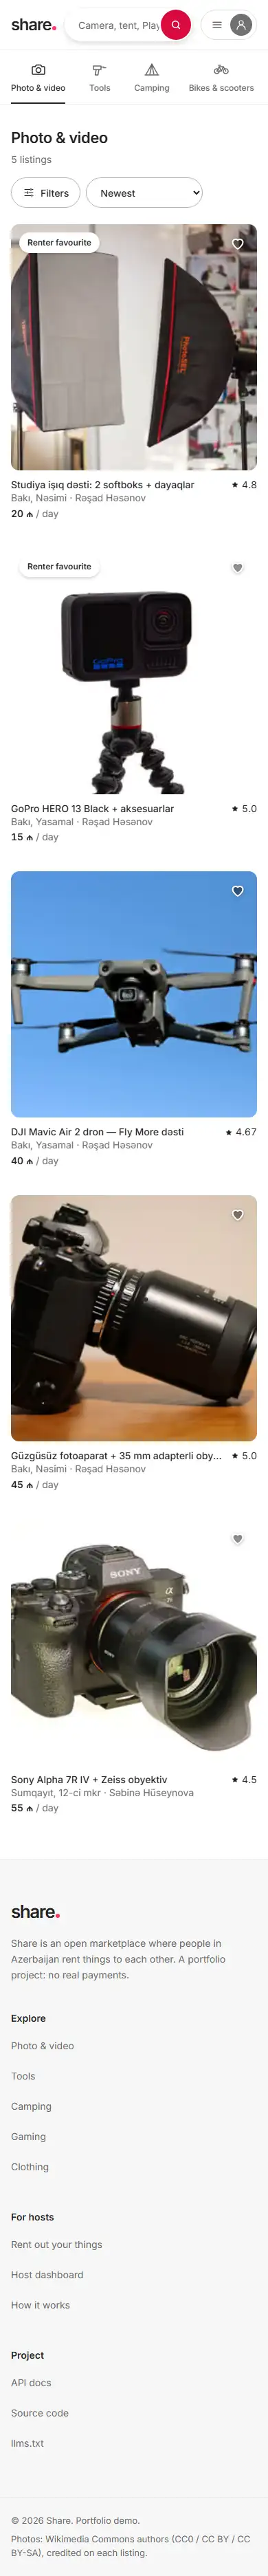 share.
Camera, tent, Play
Photo & video
Tools
Camping
Bikes & scooters
Photo & video
5 listings
Filters
Newest
Renter favourite
Studiya işıq dəsti: 2 softboks + dayaqlar
4.8
Bakı, Nəsimi · Rəşad Həsənov
20 ₼ / day
Renter favourite
GoPro HERO 13 Black + aksesuarlar
5.0
Bakı, Yasamal · Rəşad Həsənov
15 ₼ / day
DJI Mavic Air 2 dron — Fly More dəsti
4.67
Bakı, Yasamal · Rəşad Həsənov
40 ₼ / day
Güzgüsüz fotoaparat + 35 mm adapterli oby...
5.0
Bakı, Nəsimi · Rəşad Həsənov
45 ₼ / day
SONY
Sony Alpha 7R IV + Zeiss obyektiv
4.5
Sumqayıt, 12-ci mkr · Səbinə Hüseynova
55 ₼ / day
share.
Share is an open marketplace where people in
Azerbaijan rent things to each other. A portfolio
project: no real payments.
Explore
Photo & video
Tools
Camping
Gaming
Clothing
For hosts
Rent out your things
Host dashboard
How it works
Project
API docs
Source code
llms.txt
© 2026 Share. Portfolio demo.
Photos: Wikimedia Commons authors (CC0 / CC BY / CC
BY-SA), credited on each listing.